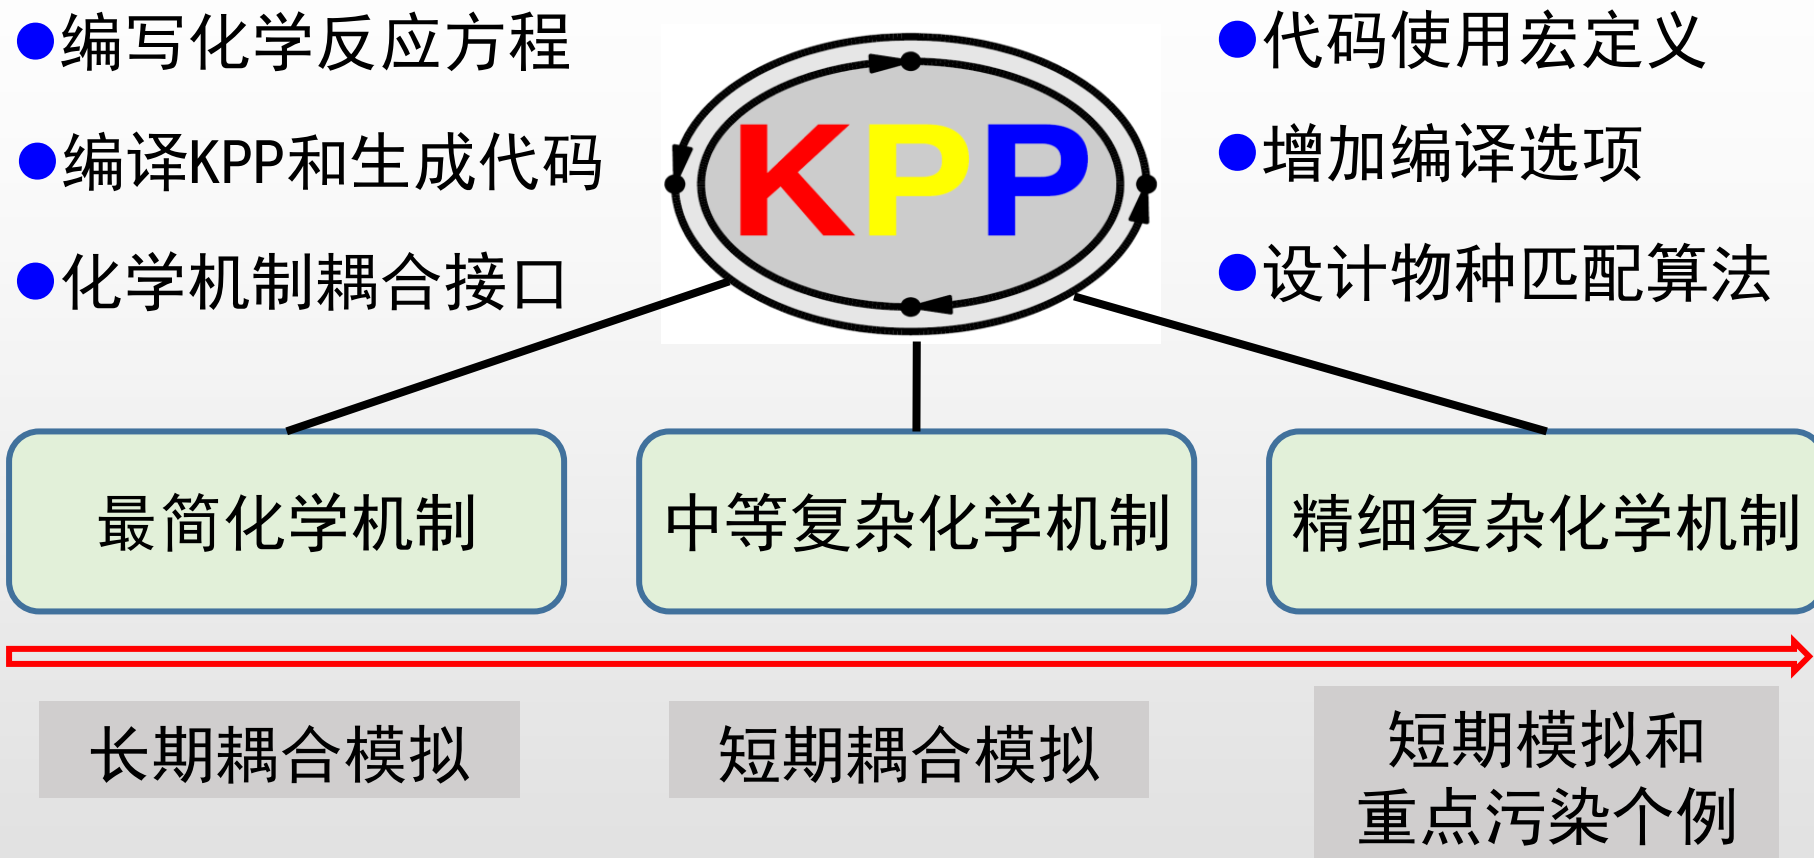 编写化学反应方程
编译KPP和生成代码
化学机制耦合接口
KPP
代码使用宏定义
增加编译选项
设计物种匹配算法
最简化学机制
中等复杂化学机制
精细复杂化学机制
长期耦合模拟
短期耦合模拟
短期模拟和
重点污染个例